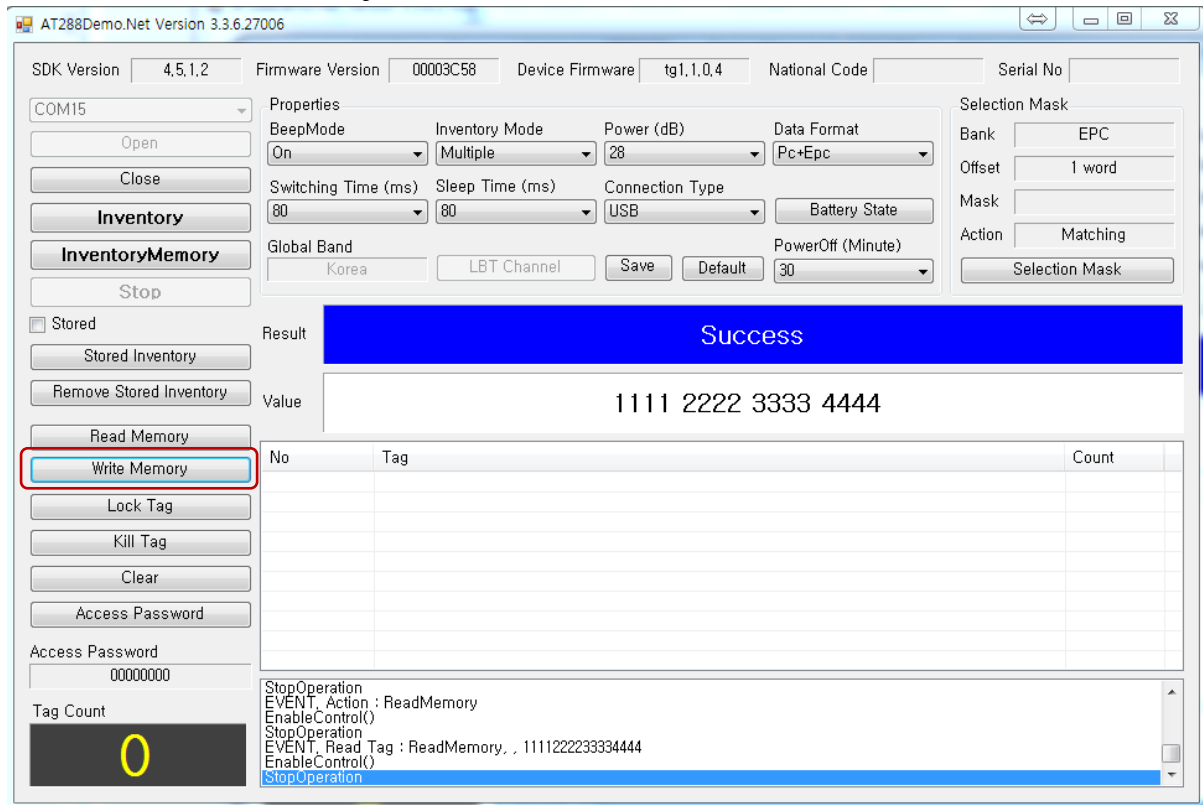 AT288Demo.Net Version 3.3.6.27006
SDK Version 4,5,1,2 Firmware Version 00003C58 Device Firmware tg1,1,0,4 National Code Serial No
COM15
Open
Close
Inventory
InventoryMemory
Stop
Stored
Stored Inventory
Remove Stored Inventory
Read Memory
Write Memory
Lock Tag
Kill Tag
Clear
Access Password
Access Password
00000000
Tag Count
0
Properties
BeepMode Inventory Mode Power (dB) Data Format
On Multiple 28 Pc+Epc
Switching Time (ms) Sleep Time (ms) Connection Type
80 80 USB Battery State
Global Band PowerOff (Minute)
Korea LBT Channel Save Default 30
Selection Mask
Bank EPC
Offset 1 word
Mask
Action Matching
Selection Mask
Result Success
Value 1111 2222 3333 4444
No Tag Count
StopOperation
EVENT, Action : ReadMemory
EnableControl()
StopOperation
EVENT, Read Tag : ReadMemory, , 1111222233334444
EnableControl()
StopOperation